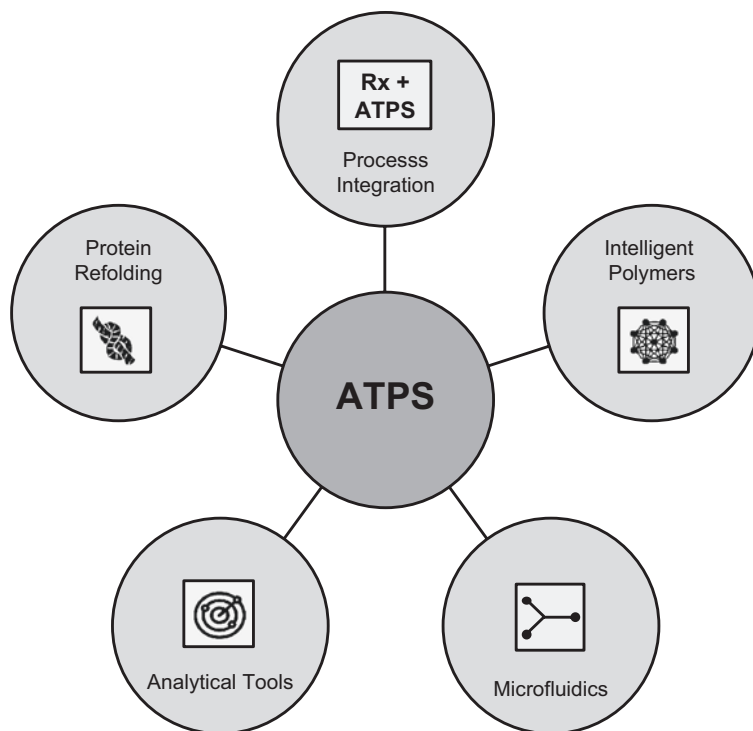 Rx +
ATPS
Processs
Integration
Protein
Refolding
Intelligent
Polymers
ATPS
Analytical Tools
Microfluidics